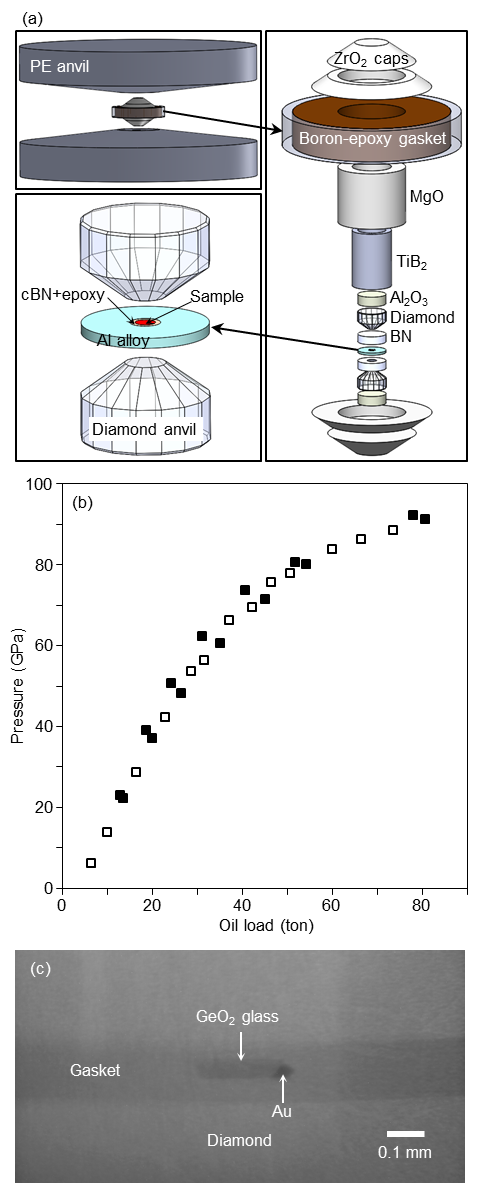 (a)
PE anvil
ZrO₂ caps
Boron-epoxy gasket
MgO
TiB₂
Al₂O₃
Diamond
BN
cBN+epoxy
Sample
Al alloy
Diamond anvil
(b)
100
80
60
40
20
0
Pressure (GPa)
0 20 40 60 80
Oil load (ton)
(c)
GeO₂ glass
Gasket
Au
Diamond
0.1 mm